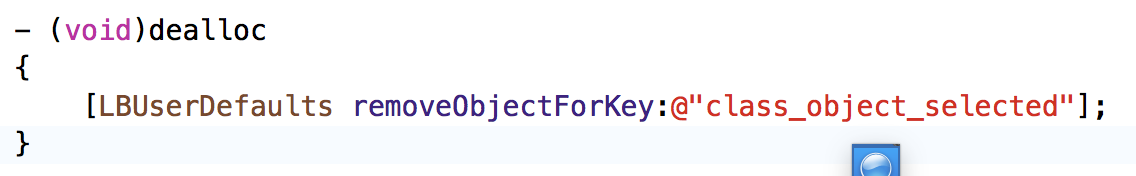 - (void)dealloc
{
    [LBUserDefaults removeObjectForKey:@"class_object_selected"];
}